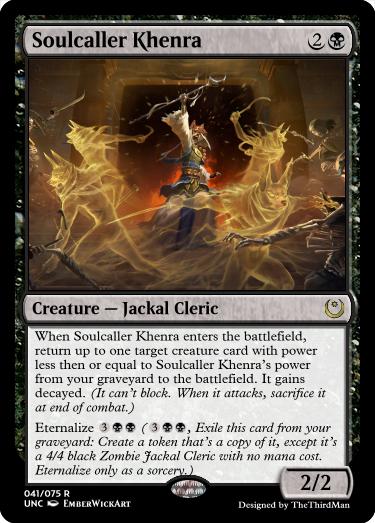 Soulcaller Khenra 2
Creature — Jackal Cleric
When Soulcaller Khenra enters the battlefield,
return up to one target creature card with power
less then or equal to Soulcaller Khenra's power
from your graveyard to the battlefield. It gains
decayed. (It can't block. When it attacks, sacrifice it
at end of combat.)
Eternalize 3 ( 3 , Exile this card from your
graveyard: Create a token that's a copy of it, except it's
a 4/4 black Zombie Jackal Cleric with no mana cost.
Eternalize only as a sorcery.)
2/2
041/075 R
UNC EmberWickArt
Designed by TheThirdMan